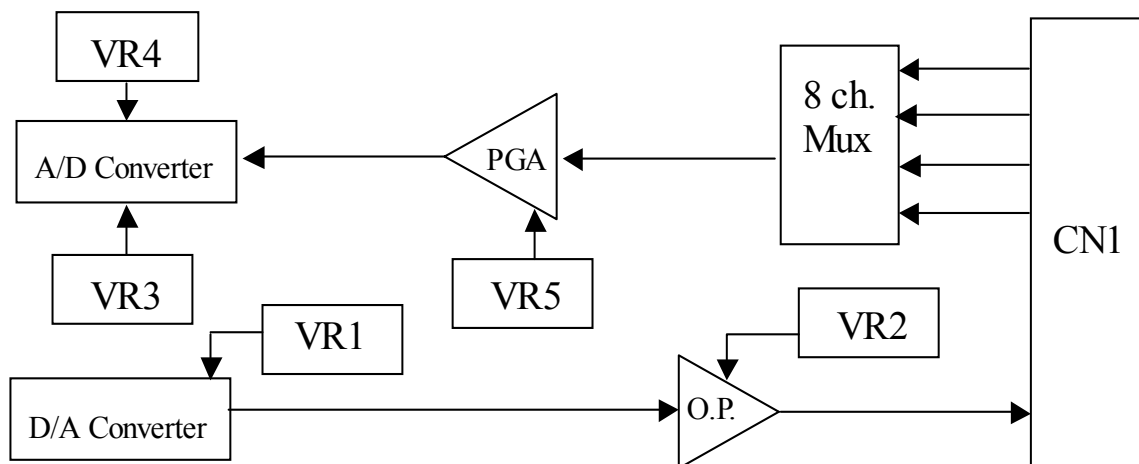 VR4
8 ch.
Mux
A/D Converter
PGA
CN1
VR3
VR5
VR1
VR2
D/A Converter
O.P.